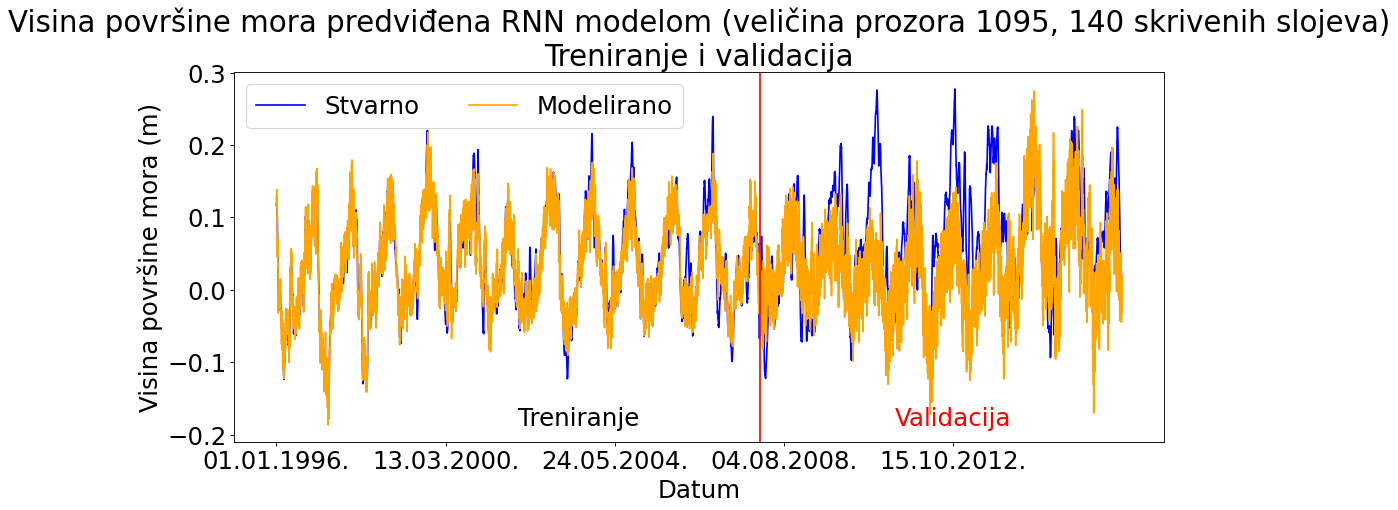 Visina površine mora predviđena RNN modelom (veličina prozora 1095, 140 skrivenih slojeva)
Treniranje i validacija
Stvarno
Modelirano
Visina površine mora (m)
0.3
0.2
0.1
0.0
−0.1
−0.2
Treniranje
Validacija
01.01.1996.
13.03.2000.
24.05.2004.
04.08.2008.
15.10.2012.
Datum